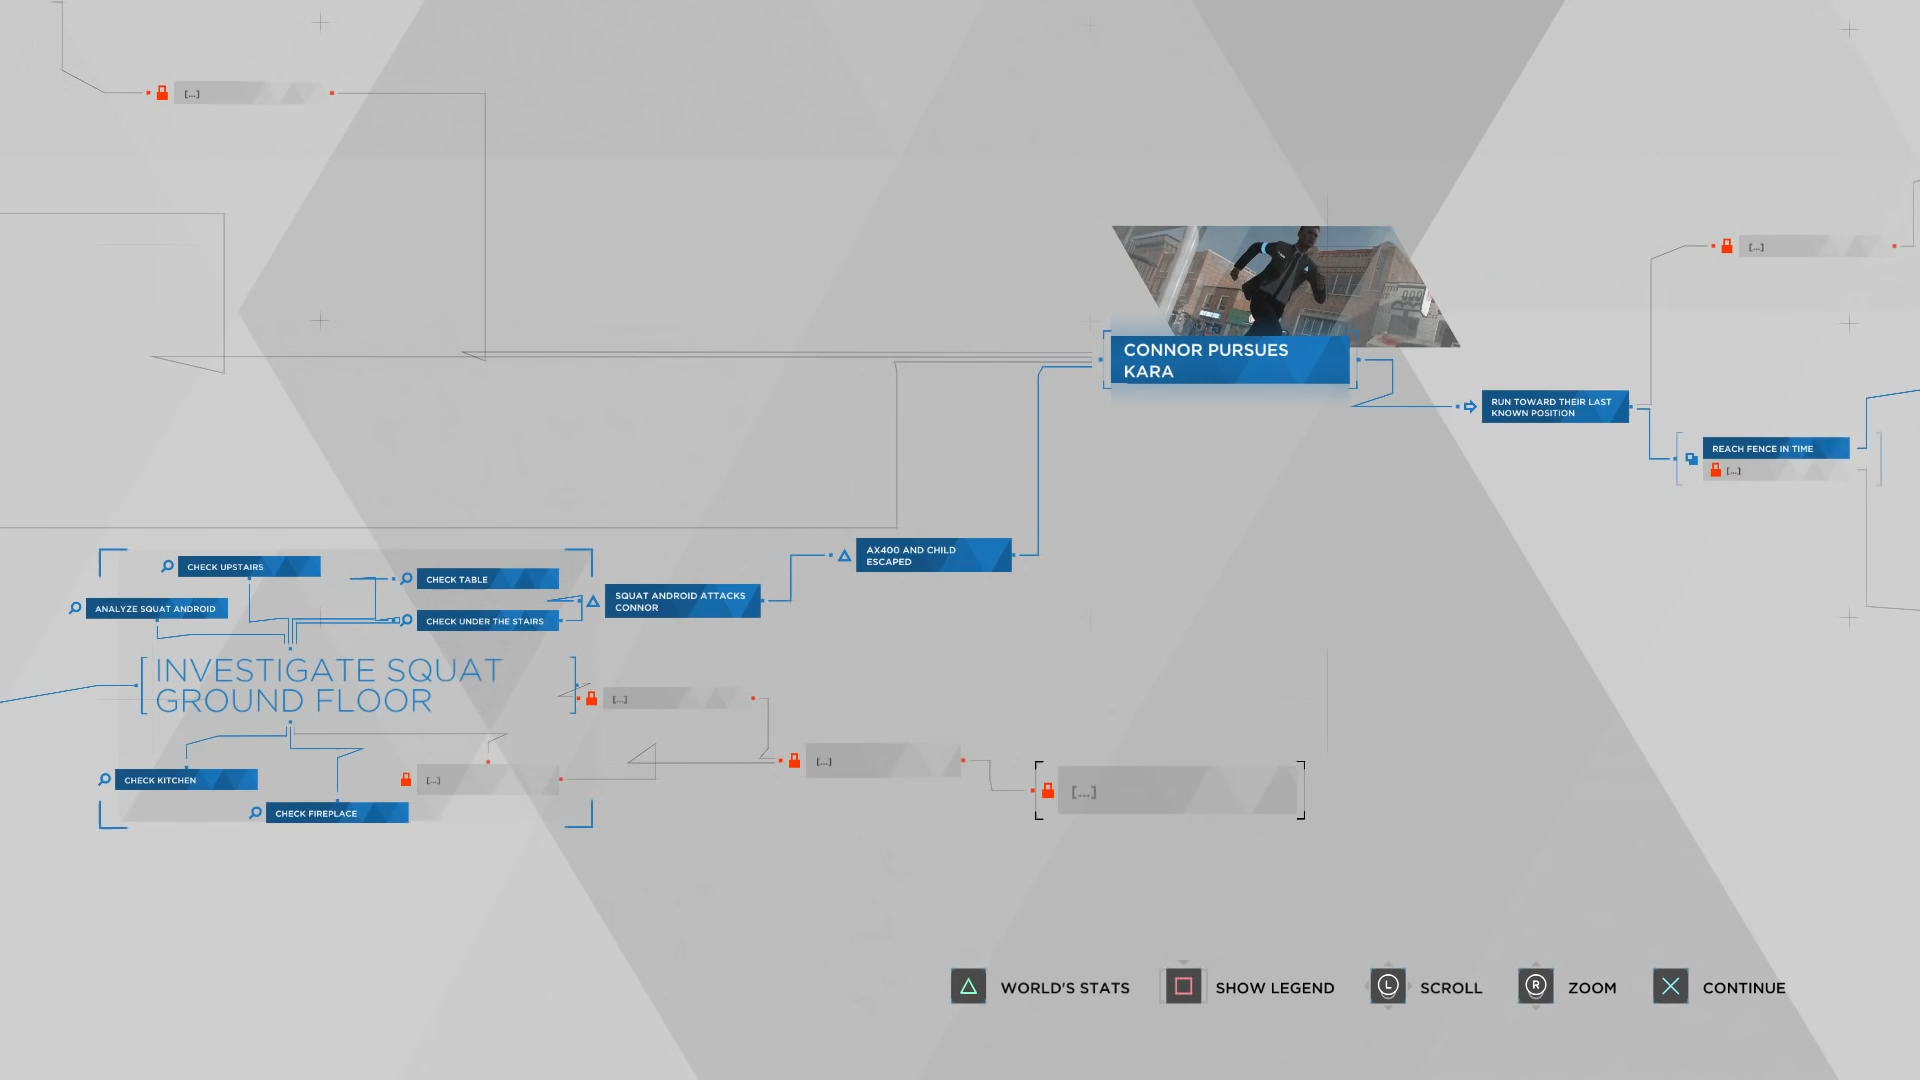 [...]
CONNOR PURSUES
KARA
[...]
RUN TOWARD THEIR LAST
KNOWN POSITION
REACH FENCE IN TIME
[...]
AX400 AND CHILD
ESCAPED
CHECK UPSTAIRS
CHECK TABLE
SQUAT ANDROID ATTACKS
CONNOR
ANALYZE SQUAT ANDROID
CHECK UNDER THE STAIRS
INVESTIGATE SQUAT
GROUND FLOOR
[...]
[...]
CHECK KITCHEN
[...]
[...]
CHECK FIREPLACE
WORLD'S STATS
SHOW LEGEND
L
SCROLL
R
ZOOM
CONTINUE